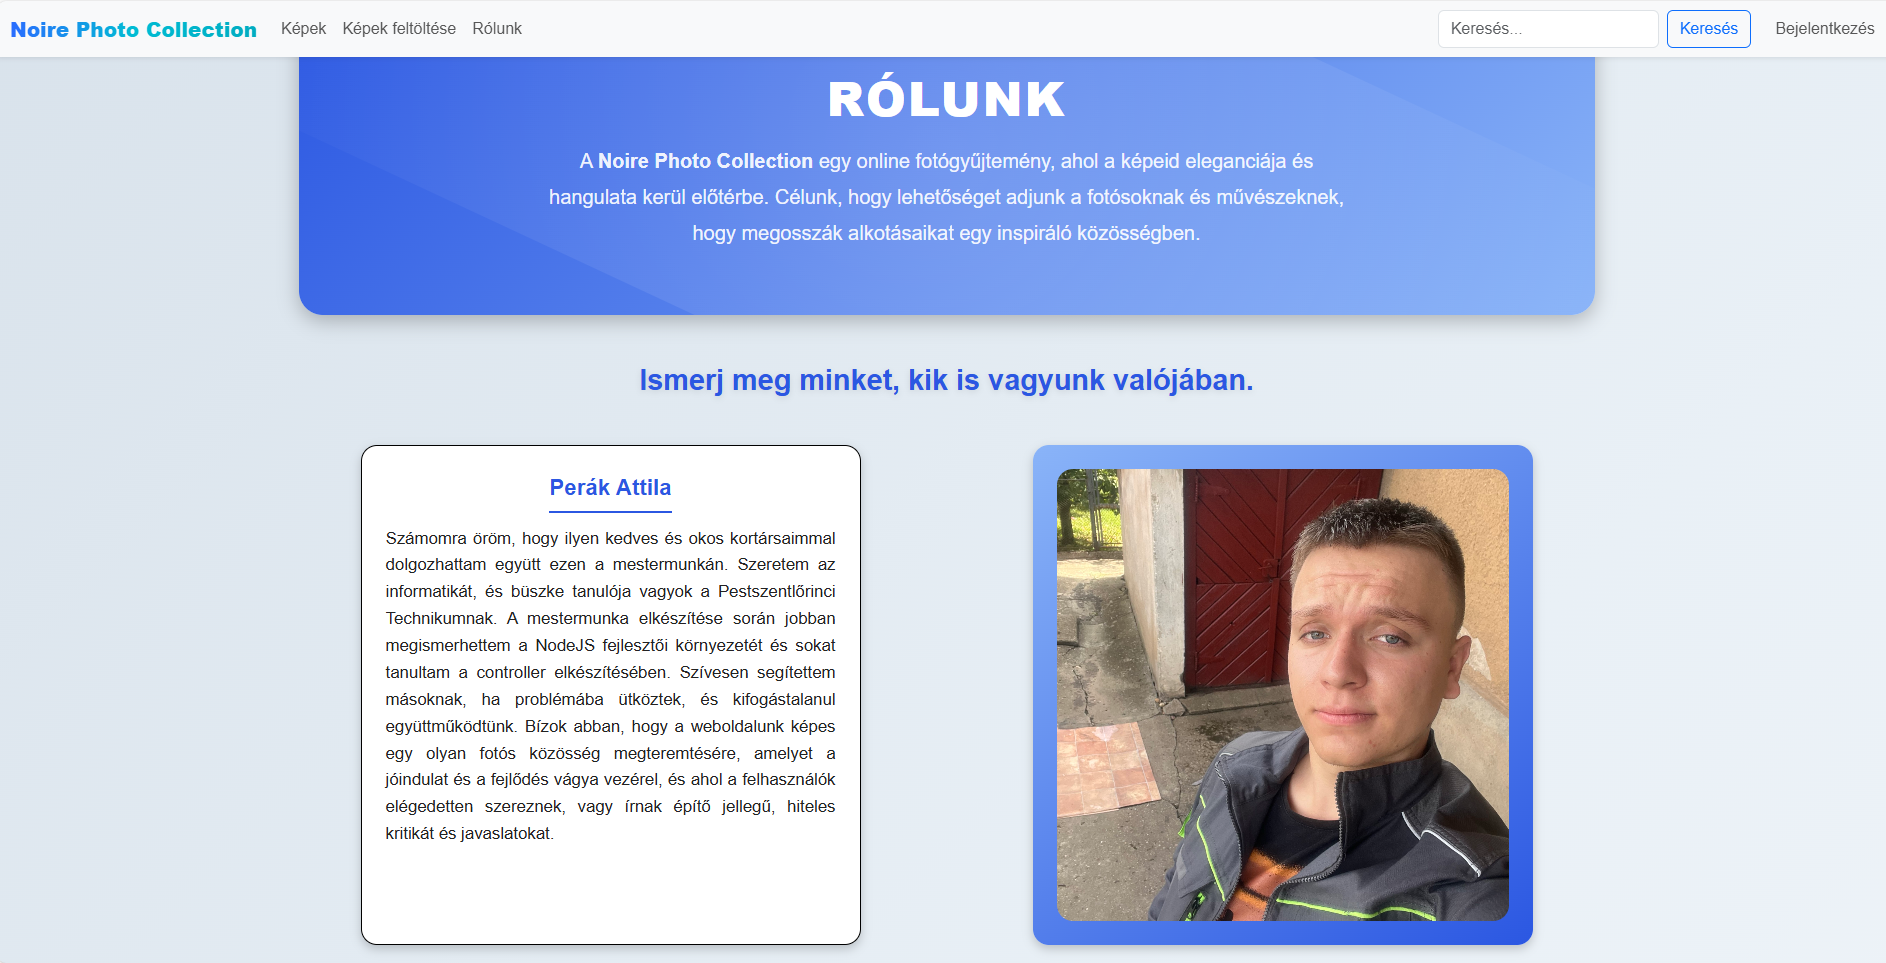 Noire Photo Collection Képek Képek feltöltése Rólunk Keresés... Keresés Bejelentkezés
RÓLUNK
A Noire Photo Collection egy online fotógyűjtemény, ahol a képeid eleganciája és
hangulata kerül előtérbe. Célunk, hogy lehetőséget adjunk a fotósoknak és művészeknek,
hogy megosszák alkotásaikat egy inspiráló közösségben.
Ismerj meg minket, kik is vagyunk valójában.
Perák Attila
Számomra öröm, hogy ilyen kedves és okos kortársaimmal
dolgozhattam együtt ezen a mestermunkán. Szeretem az
informatikát, és büszke tanulója vagyok a Pestszentlőrinci
Technikumnak. A mestermunka elkészítése során jobban
megismerhettem a NodeJS fejlesztői környezetét és sokat
tanultam a controller elkészítésében. Szívesen segítettem
másoknak, ha problémába ütköztek, és kifogástalanul
együttműködtünk. Bízok abban, hogy a weboldalunk képes
egy olyan fotós közösség megteremtésére, amelyet a
jóindulat és a fejlődés vágya vezérel, és ahol a felhasználók
elégedetten szereznek, vagy írnak építő jellegű, hiteles
kritikát és javaslatokat.